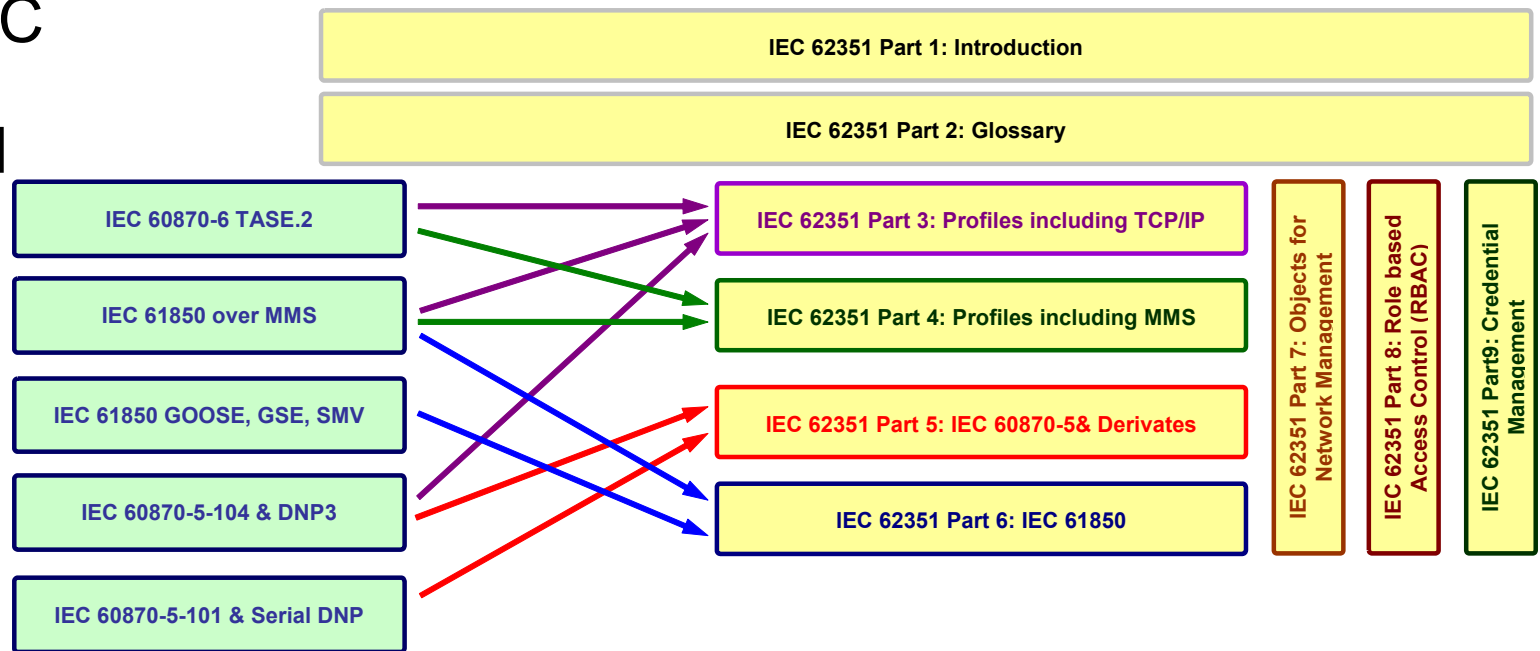 C
IEC 62351 Part 1: Introduction
IEC 62351 Part 2: Glossary
IEC 60870-6 TASE.2
IEC 61850 over MMS
IEC 61850 GOOSE, GSE, SMV
IEC 60870-5-104 & DNP3
IEC 60870-5-101 & Serial DNP
IEC 62351 Part 3: Profiles including TCP/IP
IEC 62351 Part 4: Profiles including MMS
IEC 62351 Part 5: IEC 60870-5& Derivates
IEC 62351 Part 6: IEC 61850
IEC 62351 Part 7: Objects for
Network Management
IEC 62351 Part 8: Role based
Access Control (RBAC)
IEC 62351 Part9: Credential
Management